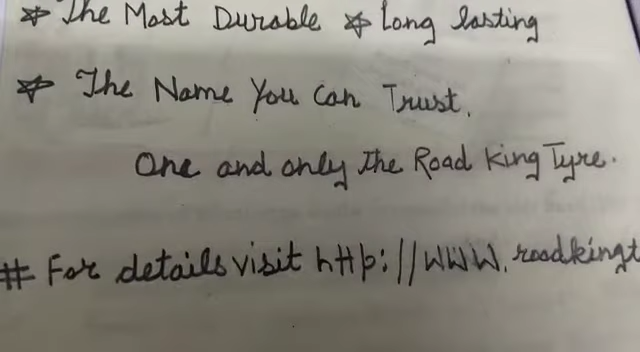 ☆ The Most Durable ☆ Long lasting
☆ The Name You Can Trust.
One and only the Road King Tyre.
# For details visit http://www.roadkingt